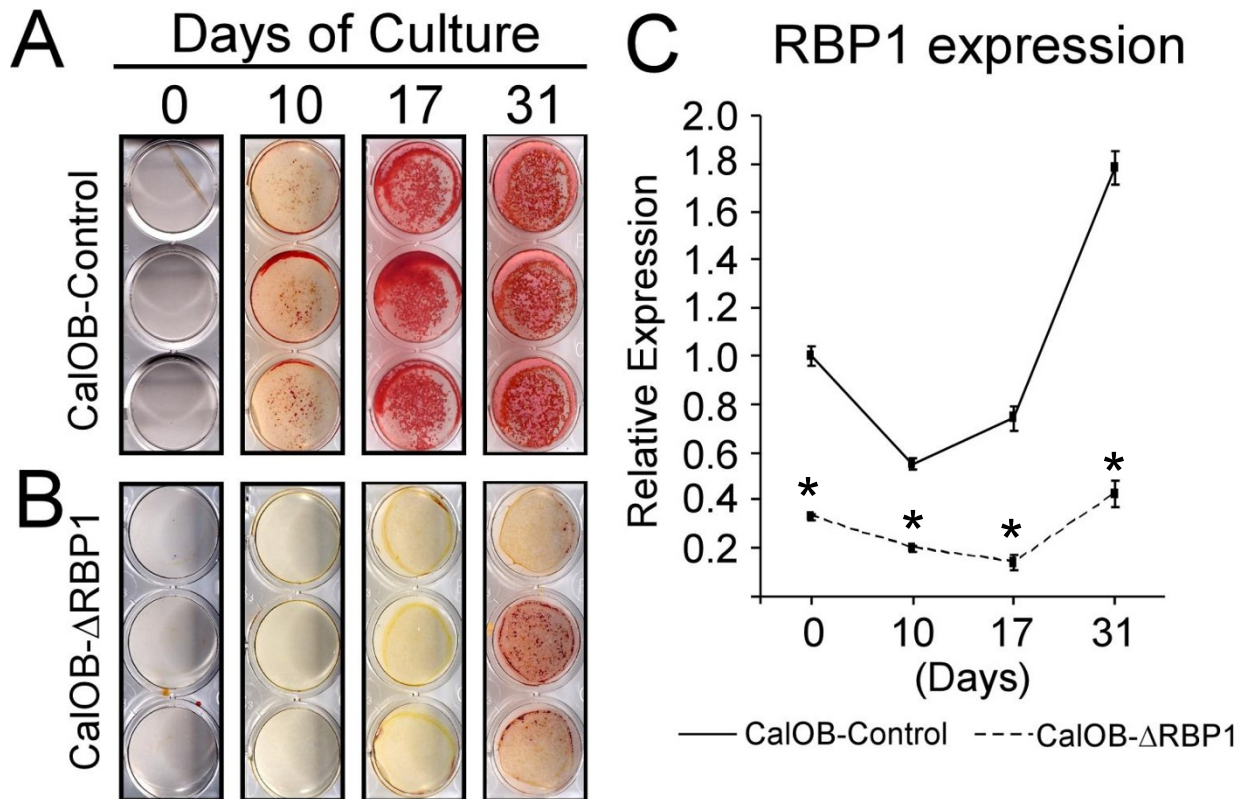 A
Days of Culture
0 10 17 31
CalOB-Control
B
CalOB-ΔRBP1
C
RBP1 expression
Relative Expression
2.0
1.8
1.6
1.4
1.2
1.0
0.8
0.6
0.4
0.2
*
*
*
*
0 10 17 31
(Days)
CalOB-Control CalOB-ΔRBP1